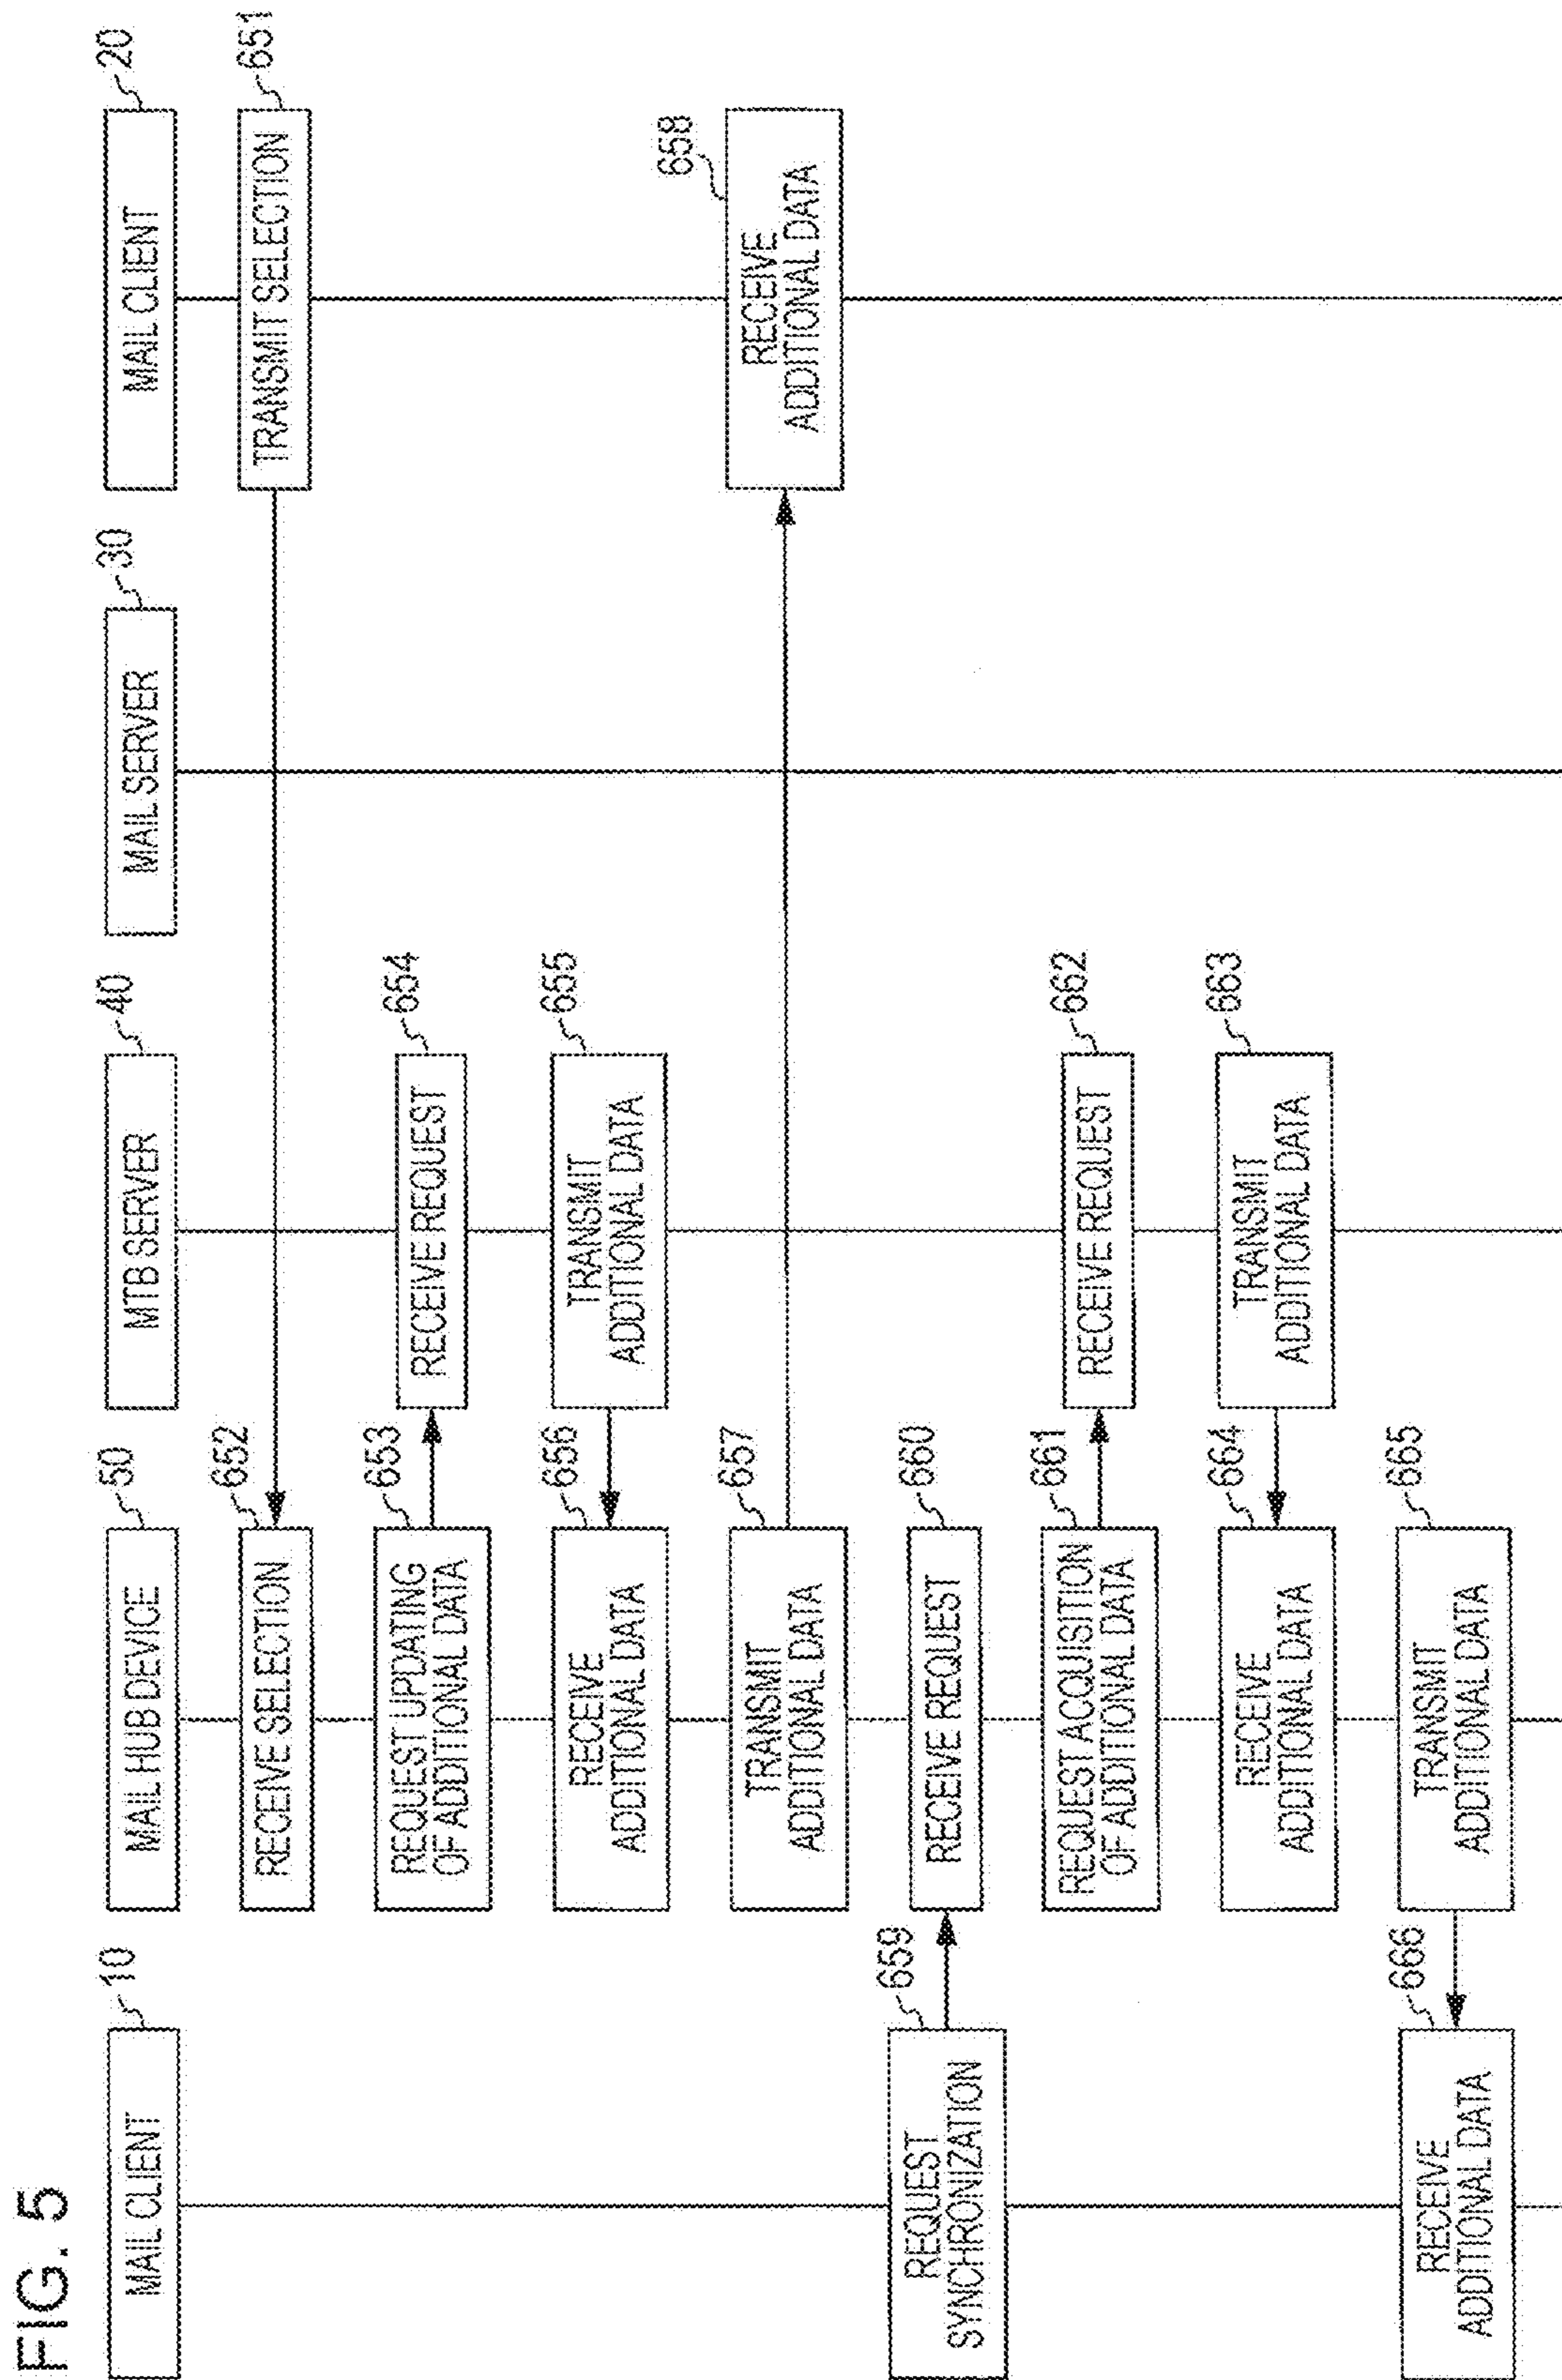 FIG. 5
MAIL CLIENT
10
MAIL HUB DEVICE
50
MTB SERVER
40
MAIL SERVER
30
MAIL CLIENT
20
TRANSMIT SELECTION
651
RECEIVE SELECTION
652
REQUEST UPDATING
OF ADDITIONAL DATA
653
RECEIVE REQUEST
654
TRANSMIT
ADDITIONAL DATA
655
RECEIVE
ADDITIONAL DATA
656
TRANSMIT
ADDITIONAL DATA
657
RECEIVE
ADDITIONAL DATA
658
REQUEST
SYNCHRONIZATION
659
RECEIVE REQUEST
660
REQUEST ACQUISITION
OF ADDITIONAL DATA
661
RECEIVE REQUEST
662
TRANSMIT
ADDITIONAL DATA
663
RECEIVE
ADDITIONAL DATA
664
TRANSMIT
ADDITIONAL DATA
665
RECEIVE
ADDITIONAL DATA
666